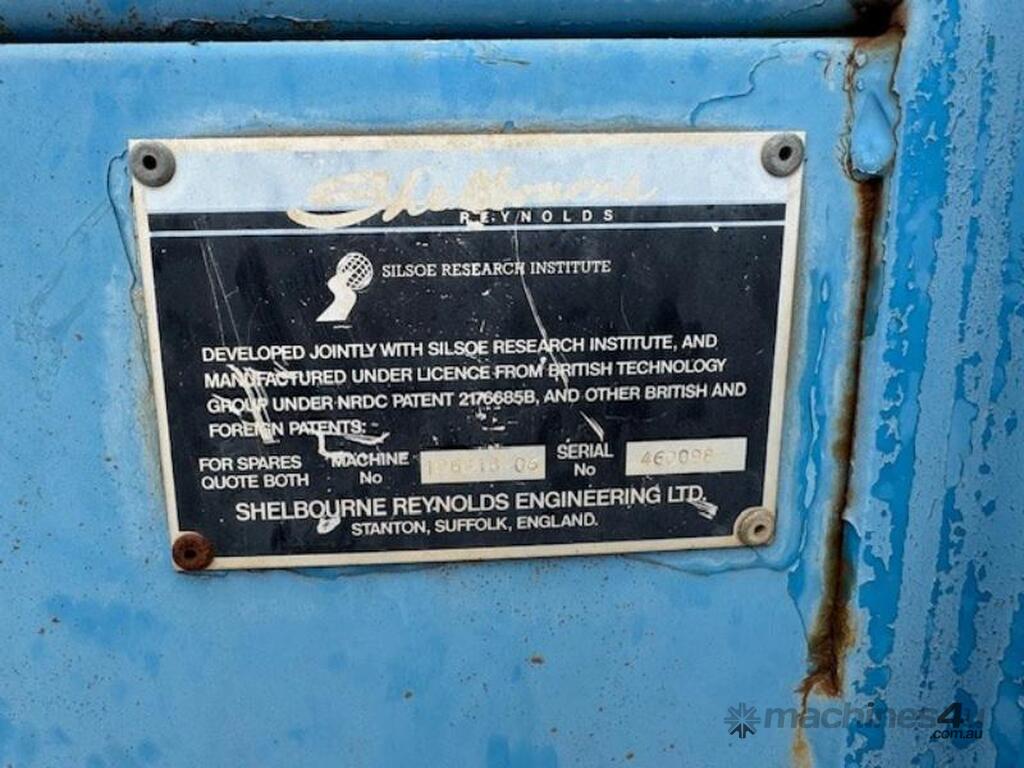 Shelbourne
REYNOLDS
SILSOE RESEARCH INSTITUTE
DEVELOPED JOINTLY WITH SILSOE RESEARCH INSTITUTE, AND
MANUFACTURED UNDER LICENCE FROM BRITISH TECHNOLOGY
GROUP UNDER NRDC PATENT 2176685B, AND OTHER BRITISH AND
FOREIGN PATENTS:
FOR SPARES QUOTE BOTH MACHINE No SERIAL No
SHELBOURNE REYNOLDS ENGINEERING LTD.
STANTON, SUFFOLK, ENGLAND.
machines4u
.com.au